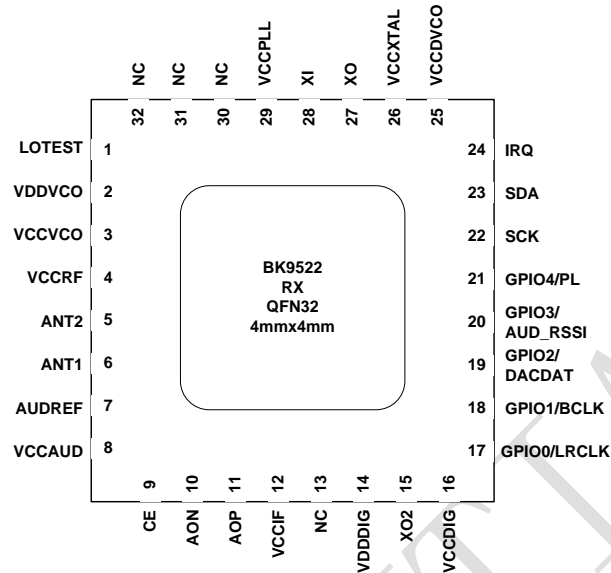 NC
NC
NC
VCCPLL
XI
XO
VCCXTAL
VCCDVCO
32
31
30
29
28
27
26
25
LOTEST 1
VDDVCO 2
VCCVCO 3
VCCRF 4
ANT2 5
ANT1 6
AUDREF 7
VCCAUD 8
BK9522
RX
QFN32
4mmx4mm
24 IRQ
23 SDA
22 SCK
21 GPIO4/PL
20 GPIO3/
AUD_RSSI
19 GPIO2/
DACDAT
18 GPIO1/BCLK
17 GPIO0/LRCLK
9
10
11
12
13
14
15
16
CE
AON
AOP
VCCIF
NC
VDDDIG
XO2
VCCDIG